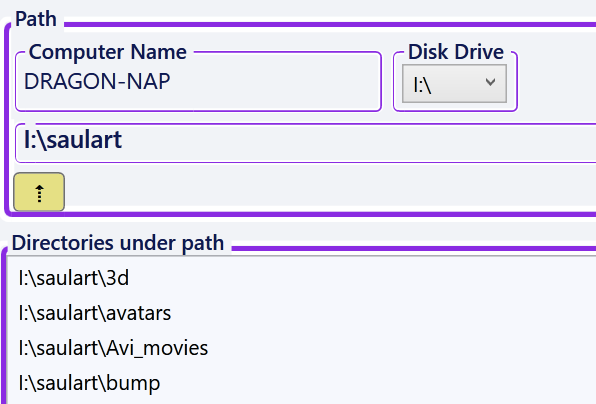 Path
Computer Name
Disk Drive
DRAGON-NAP
I:\
I:\saulart
Directories under path
I:\saulart\3d
I:\saulart\avatars
I:\saulart\Avi_movies
I:\saulart\bump